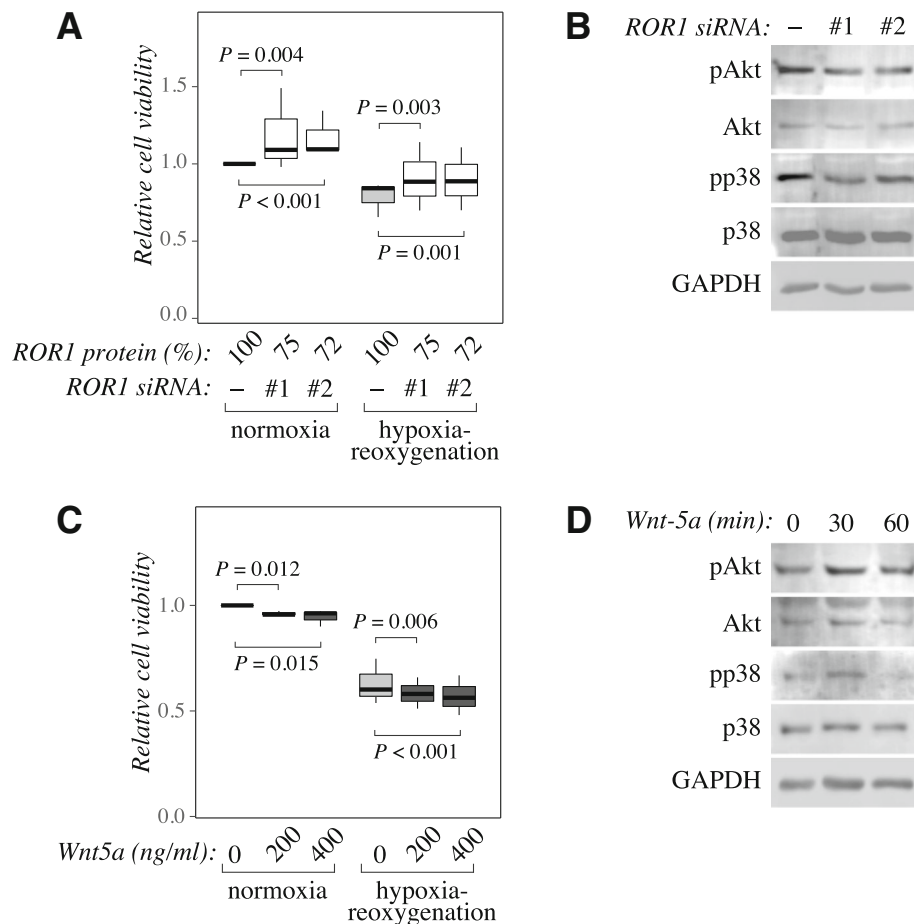 A
Relative cell viability
1.5
1.0
0.5
0.0
P = 0.004
P < 0.001
P = 0.003
P = 0.001
ROR1 protein (%): 100 75 72 100 75 72
ROR1 siRNA: – #1 #2 – #1 #2
normoxia hypoxia-
reoxygenation
B
ROR1 siRNA: – #1 #2
pAkt
Akt
pp38
p38
GAPDH
C
Relative cell viability
1.0
0.5
0.0
P = 0.012
P = 0.015
P = 0.006
P < 0.001
Wnt5a (ng/ml): 0 200 400 0 200 400
normoxia hypoxia-
reoxygenation
D
Wnt-5a (min): 0 30 60
pAkt
Akt
pp38
p38
GAPDH